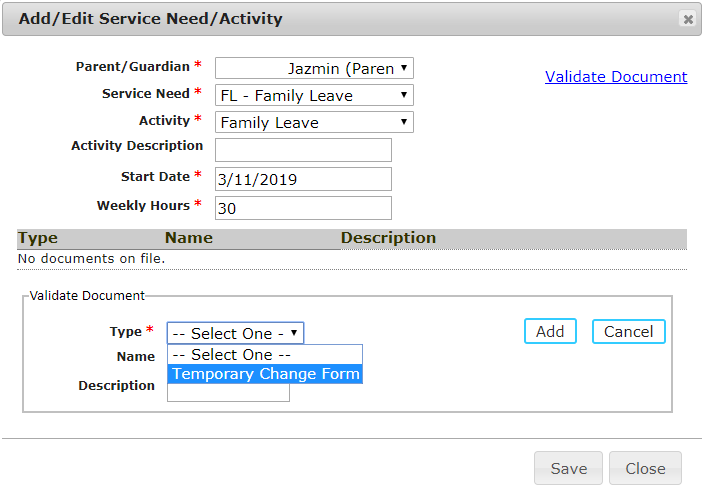 Add/Edit Service Need/Activity
Parent/Guardian * Jazmin (Paren
Validate Document
Service Need * FL - Family Leave
Activity * Family Leave
Activity Description
Start Date * 3/11/2019
Weekly Hours * 30
Type Name Description
No documents on file.
Validate Document
Type * -- Select One - Add Cancel
Name -- Select One --
Temporary Change Form
Description
Save Close